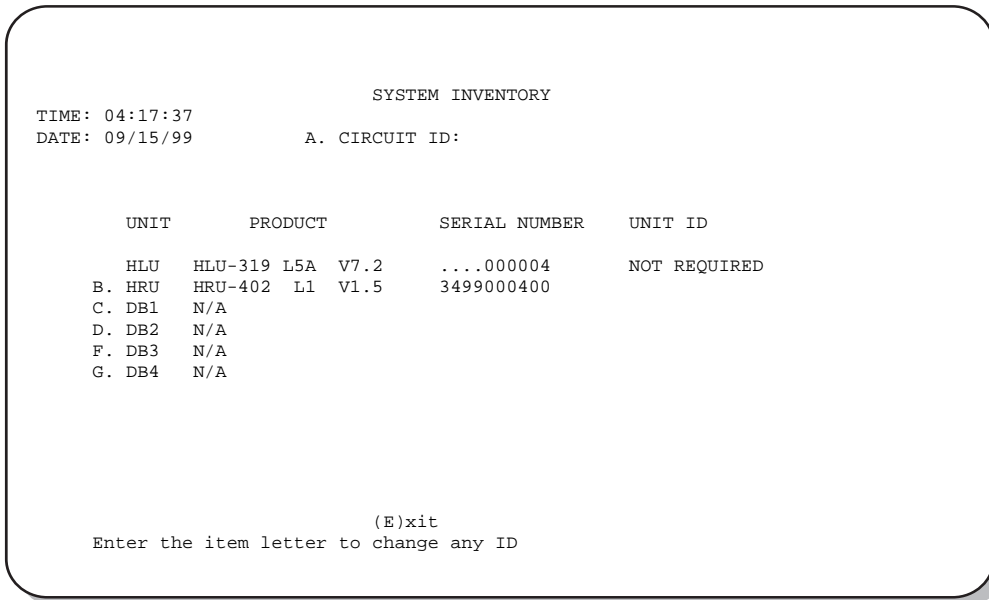 SYSTEM INVENTORY
TIME: 04:17:37
DATE: 09/15/99 A. CIRCUIT ID:
UNIT PRODUCT SERIAL NUMBER UNIT ID
HLU HLU-319 L5A V7.2 ....000004 NOT REQUIRED
B. HRU HRU-402 L1 V1.5 3499000400
C. DB1 N/A
D. DB2 N/A
F. DB3 N/A
G. DB4 N/A
(E)xit
Enter the item letter to change any ID